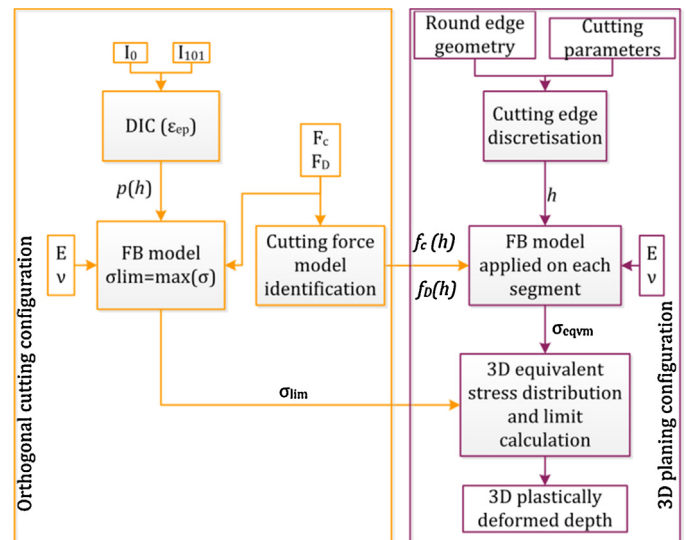 Orthogonal cutting configuration
I0
I101
DIC (εep)
p(h)
Fc
FD
E
ν
FB model
σlim=max(σ)
Cutting force
model
identification
fc(h)
fD(h)
σlim
Round edge
geometry
Cutting
parameters
Cutting edge
discretisation
h
FB model
applied on each
segment
E
ν
σeqvm
3D equivalent
stress distribution
and limit
calculation
3D plastically
deformed depth
3D planing configuration